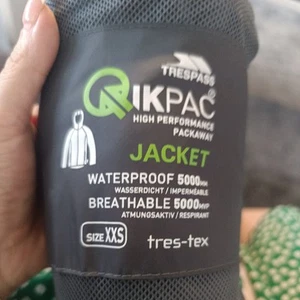 TRESPASS
QIKPAC®
HIGH PERFORMANCE
PACKAWAY
JACKET
WATERPROOF 5000MM
WASSERDICHT / IMPERMÉABLE
BREATHABLE 5000MVP
ATMUNGSAKTIV / RESPIRANT
SIZE XXS
tres-tex